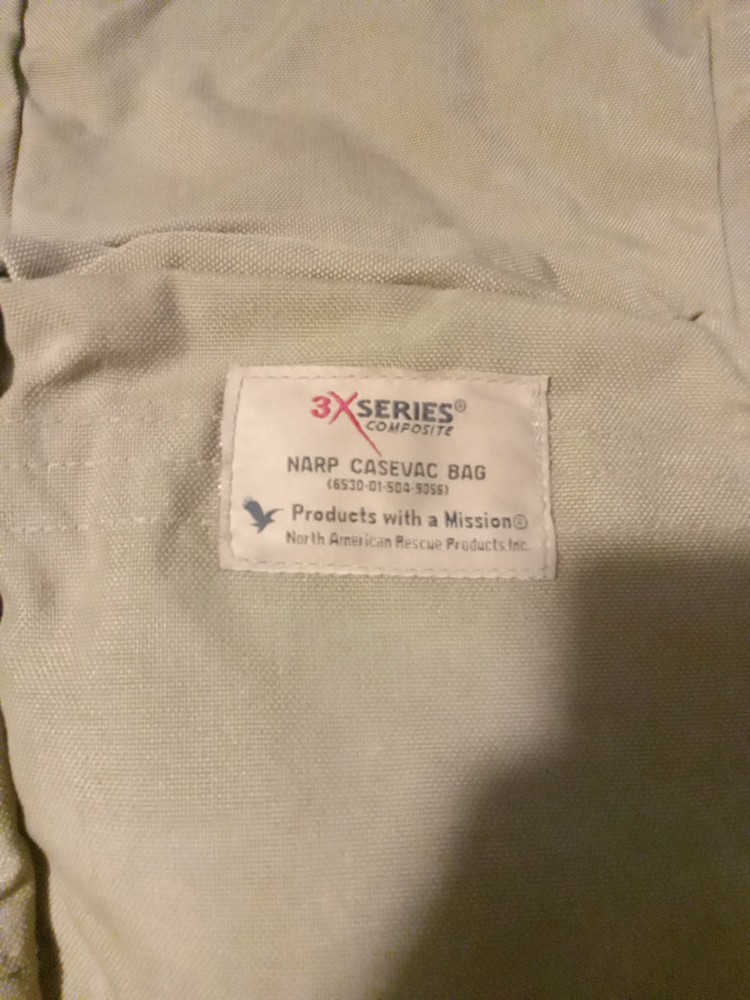 3XSERIES®
COMPOSITE
NARP CASEVAC BAG
(6530-01-504-9056)
Products with a Mission©
North American Rescue Products, Inc.